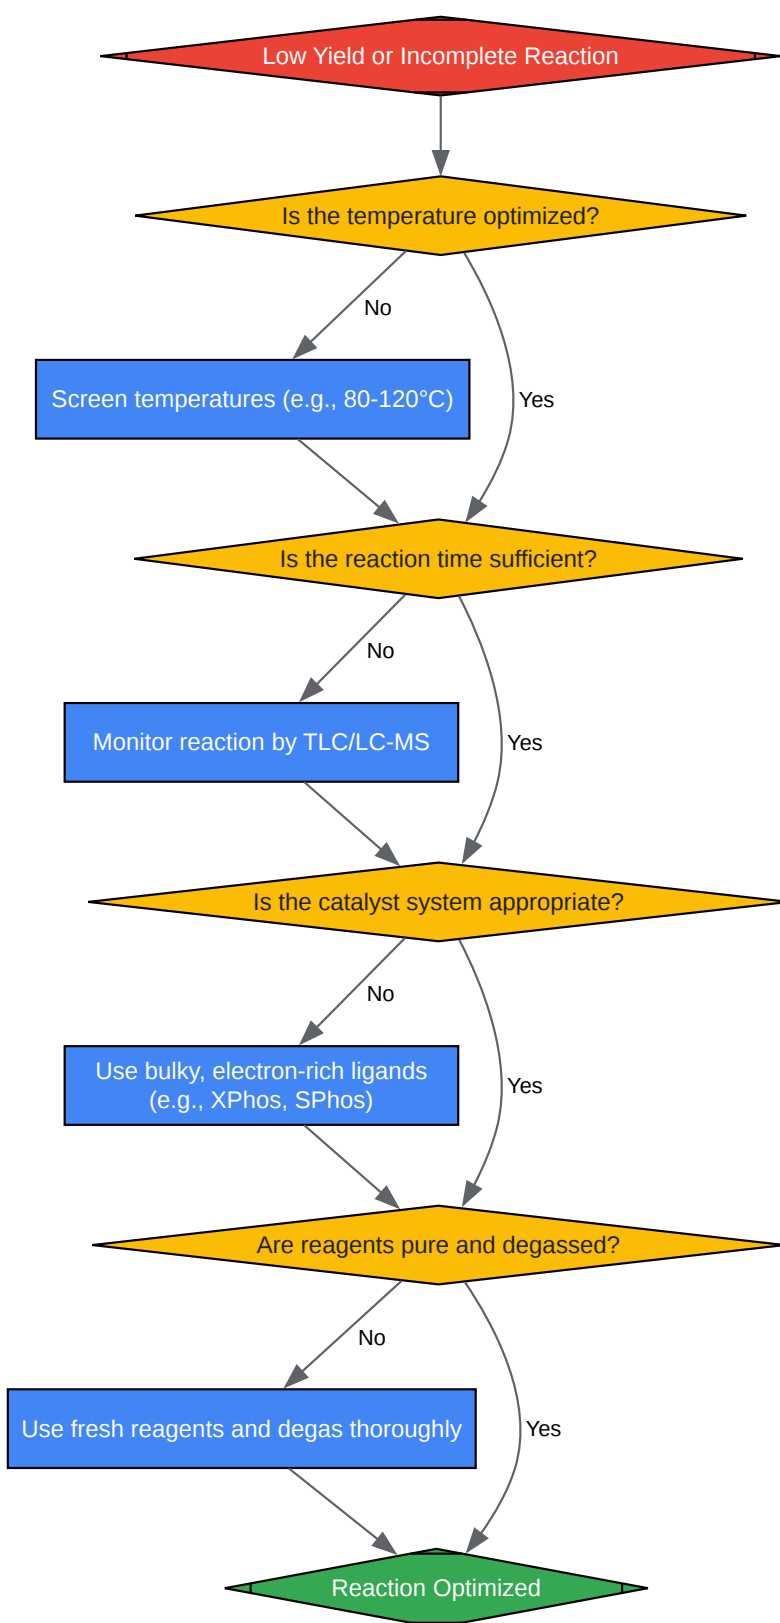 Low Yield or Incomplete Reaction
Is the temperature optimized?
No
Screen temperatures (e.g., 80-120°C)
Yes
Is the reaction time sufficient?
No
Monitor reaction by TLC/LC-MS
Yes
Is the catalyst system appropriate?
No
Use bulky, electron-rich ligands
(e.g., XPhos, SPhos)
Yes
Are reagents pure and degassed?
No
Use fresh reagents and degas thoroughly
Yes
Reaction Optimized